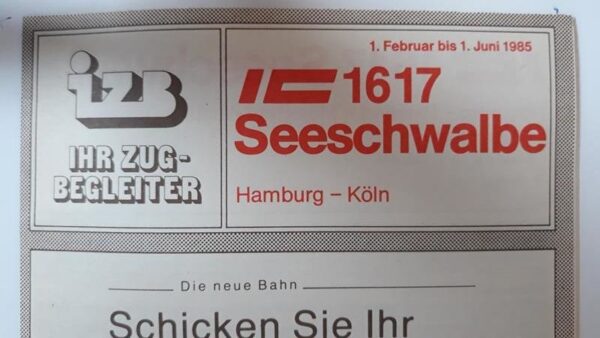 izb
IHR ZUG-
BEGLEITER
1. Februar bis 1. Juni 1985
IC 1617
Seeschwalbe
Hamburg – Köln
Die neue Bahn
Schicken Sie Ihr